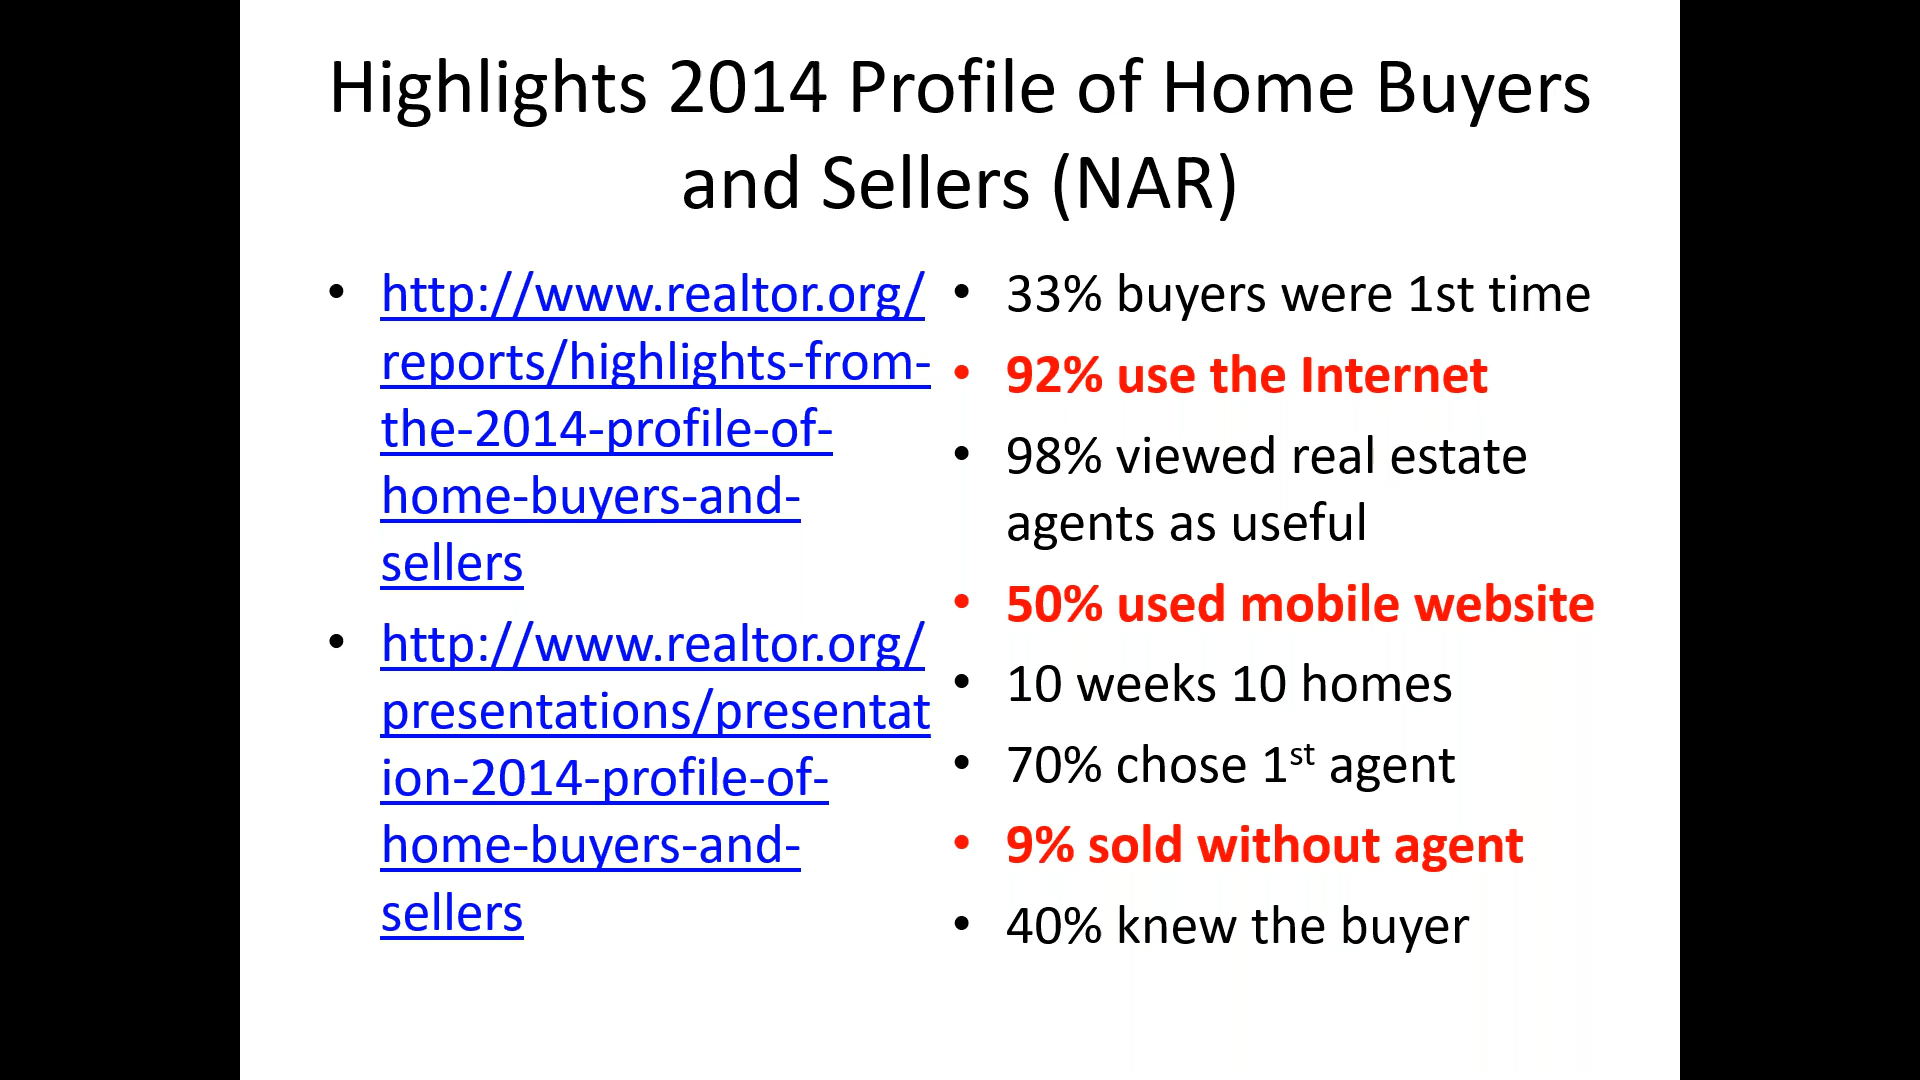 Highlights 2014 Profile of Home Buyers
and Sellers (NAR)
• http://www.realtor.org/
reports/highlights-from-
the-2014-profile-of-
home-buyers-and-
sellers
• http://www.realtor.org/
presentations/presentat
ion-2014-profile-of-
home-buyers-and-
sellers
• 33% buyers were 1st time
• 92% use the Internet
• 98% viewed real estate
agents as useful
• 50% used mobile website
• 10 weeks 10 homes
• 70% chose 1st agent
• 9% sold without agent
• 40% knew the buyer